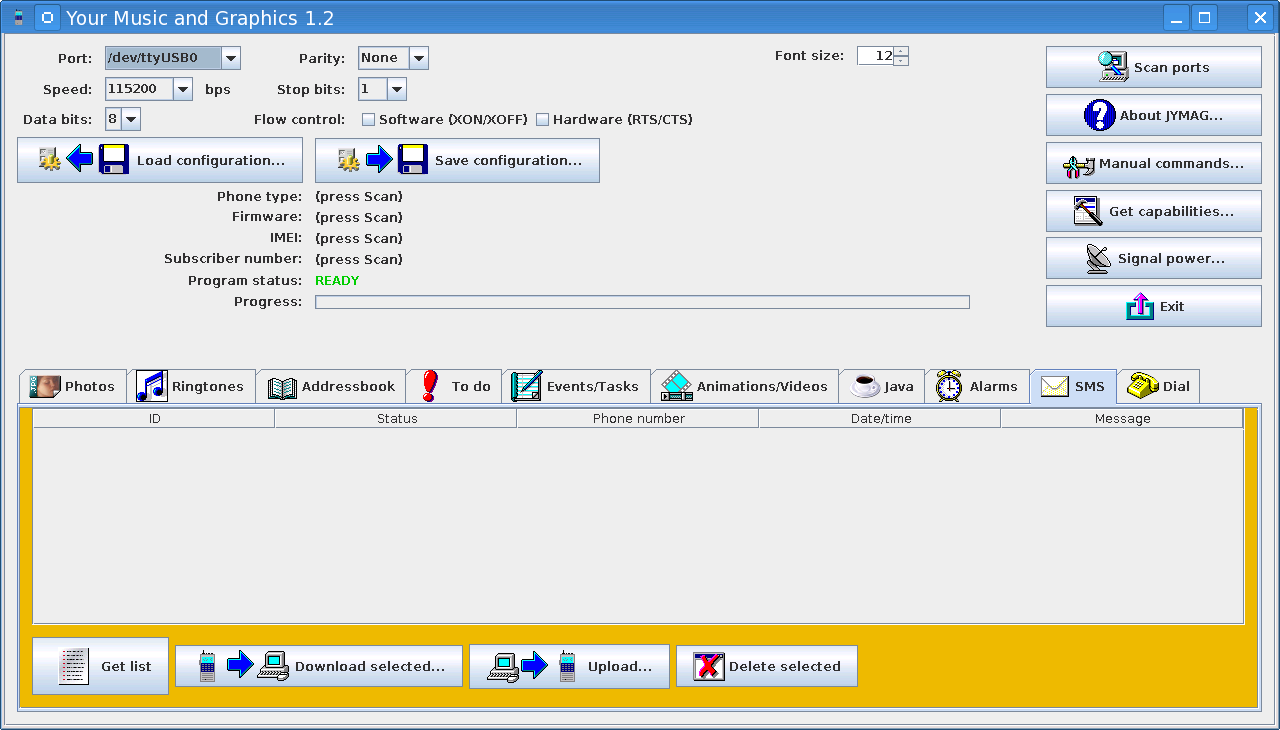 Your Music and Graphics 1.2
Port: /dev/ttyUSB0 Parity: None Font size: 12 Scan ports
Speed: 115200 bps Stop bits: 1 About JYMAG...
Data bits: 8 Flow control: Software (XON/XOFF) Hardware (RTS/CTS)
Load configuration... Save configuration... Manual commands...
Phone type: (press Scan)
Firmware: (press Scan) Get capabilities...
IMEI: (press Scan)
Subscriber number: (press Scan) Signal power...
Program status: READY
Progress: Exit
JPG Photos Ringtones Addressbook To do Events/Tasks Animations/Videos Java Alarms SMS Dial
ID Status Phone number Date/time Message
Get list Download selected... Upload... Delete selected